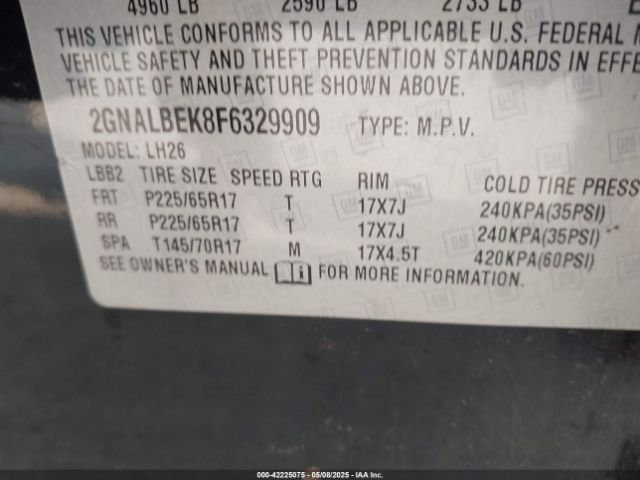 4960 LB 2590 LB 2733 LB
THIS VEHICLE CONFORMS TO ALL APPLICABLE U.S. FEDERAL
VEHICLE SAFETY AND THEFT PREVENTION STANDARDS IN EFFE
THE DATE OF MANUFACTURE SHOWN ABOVE.
2GNALBEK8F6329909 TYPE: M.P.V.
MODEL: LH26
LBB2 TIRE SIZE SPEED RTG RIM COLD TIRE PRESS
FRT P225/65R17 T 17X7J 240KPA(35PSI)
RR P225/65R17 T 17X7J 240KPA(35PSI)
SPA T145/70R17 M 17X4.5T 420KPA(60PSI)
SEE OWNER'S MANUAL FOR MORE INFORMATION.
000-42225075 - 05/08/2025 - IAAI, Inc.